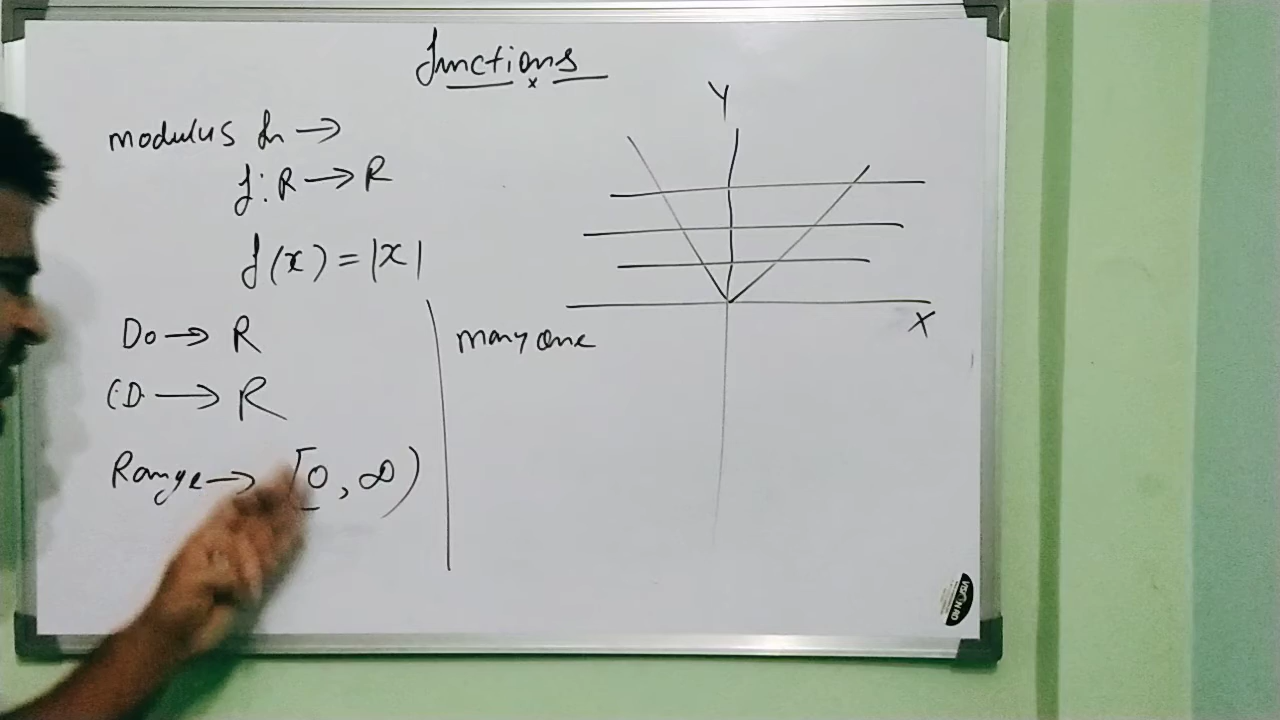 Functions
x
modulus fn →
f: R → R
f(x) = |x|
Do → R
CD → R
Range → [0, ∞)
many one
Y
X